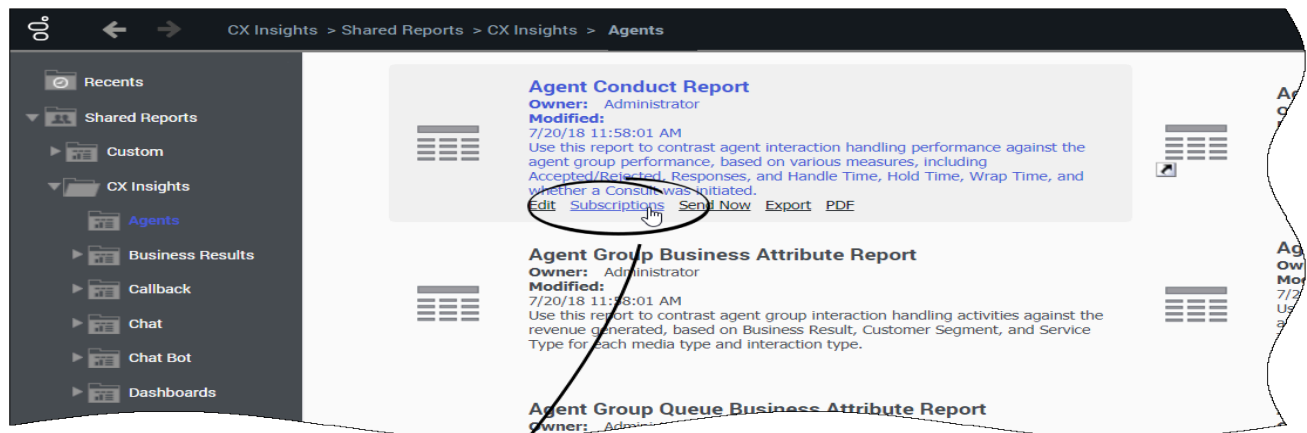 CX Insights > Shared Reports > CX Insights > Agents
Recents
Shared Reports
Custom
CX Insights
Agents
Business Results
Callback
Chat
Chat Bot
Dashboards
Agent Conduct Report
Owner: Administrator
Modified:
7/20/18 11:58:01 AM
Use this report to contrast agent interaction handling performance against the
agent group performance, based on various measures, including
Accepted/Rejected, Responses, and Handle Time, Hold Time, Wrap Time, and
whether a Consult was initiated.
Edit Subscriptions Send Now Export PDF
Agent Group Business Attribute Report
Owner: Administrator
Modified:
7/20/18 11:58:01 AM
Use this report to contrast agent group interaction handling activities against the
revenue generated, based on Business Result, Customer Segment, and Service
Type for each media type and interaction type.
Agent Group Queue Business Attribute Report
Owner: